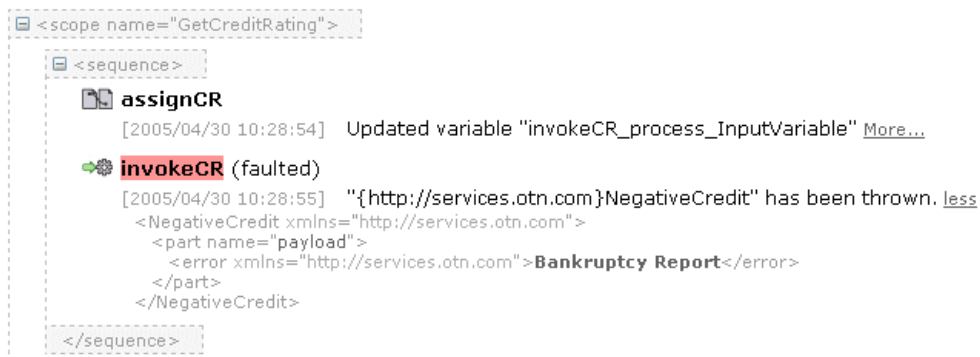 <scope name="GetCreditRating">
<sequence>
assignCR
[2005/04/30 10:28:54] Updated variable "invokeCR_process_InputVariable" More...
invokeCR (faulted)
[2005/04/30 10:28:55] "{http://services.otn.com}NegativeCredit" has been thrown. less
<NegativeCredit xmlns="http://services.otn.com">
<part name="payload">
<error xmlns="http://services.otn.com">Bankruptcy Report</error>
</part>
</NegativeCredit>
</sequence>